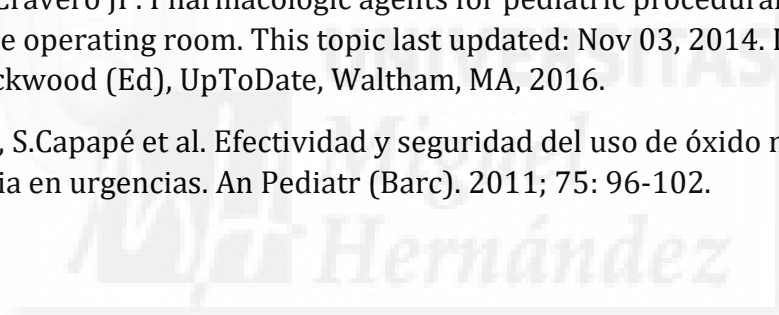 Cravero JP. Pharmacologic agents for pediatric procedural
e operating room. This topic last updated: Nov 03, 2014. I
ckwood (Ed), UpToDate, Waltham, MA, 2016.
, S.Capapé et al. Efectividad y seguridad del uso de óxido n
ia en urgencias. An Pediatr (Barc). 2011; 75: 96-102.
UNIVERSITAS
Miguel
Hernández